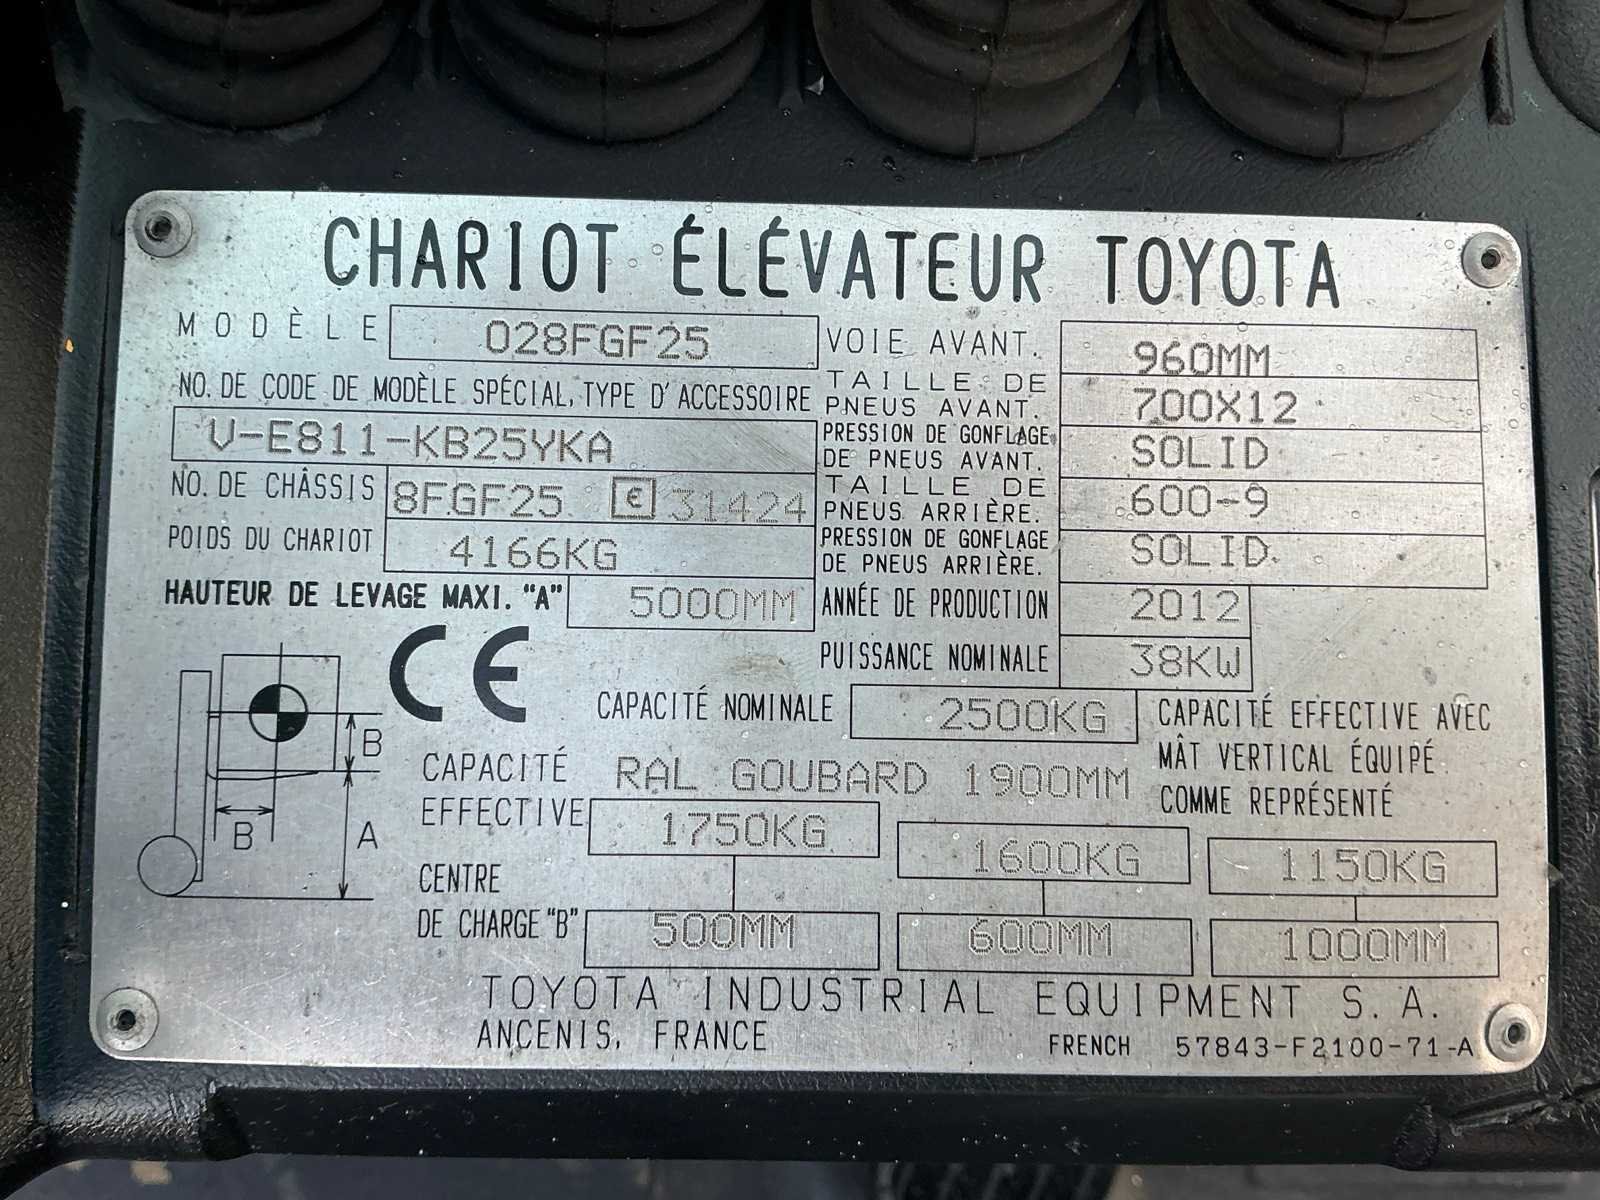 CHARIOT ÉLÉVATEUR TOYOTA
MODÈLE 028FGF25
NO. DE CODE DE MODÈLE SPÉCIAL, TYPE D'ACCESSOIRE
V-E811-KB25YKA
NO. DE CHÂSSIS 8FGF25 € 31424
POIDS DU CHARIOT 4166KG
HAUTEUR DE LEVAGE MAXI. "A" 5000MM
VOIE AVANT. 960MM
TAILLE DE
PNEUS AVANT. 700X12
PRESSION DE GONFLAGE
DE PNEUS AVANT. SOLID
TAILLE DE
PNEUS ARRIÈRE. 600-9
PRESSION DE GONFLAGE
DE PNEUS ARRIÈRE. SOLID
ANNÉE DE PRODUCTION 2012
PUISSANCE NOMINALE 38KW
B
B
A
CE
CAPACITÉ NOMINALE 2500KG
CAPACITÉ EFFECTIVE AVEC
MÂT VERTICAL ÉQUIPÉ
COMME REPRÉSENTÉ
CAPACITÉ
EFFECTIVE
RAL GOUBARD 1900MM
1750KG 1600KG 1150KG
CENTRE
DE CHARGE "B" 500MM 600MM 1000MM
TOYOTA INDUSTRIAL EQUIPMENT S.A.
ANCENIS, FRANCE
FRENCH 57843-F2100-71-A